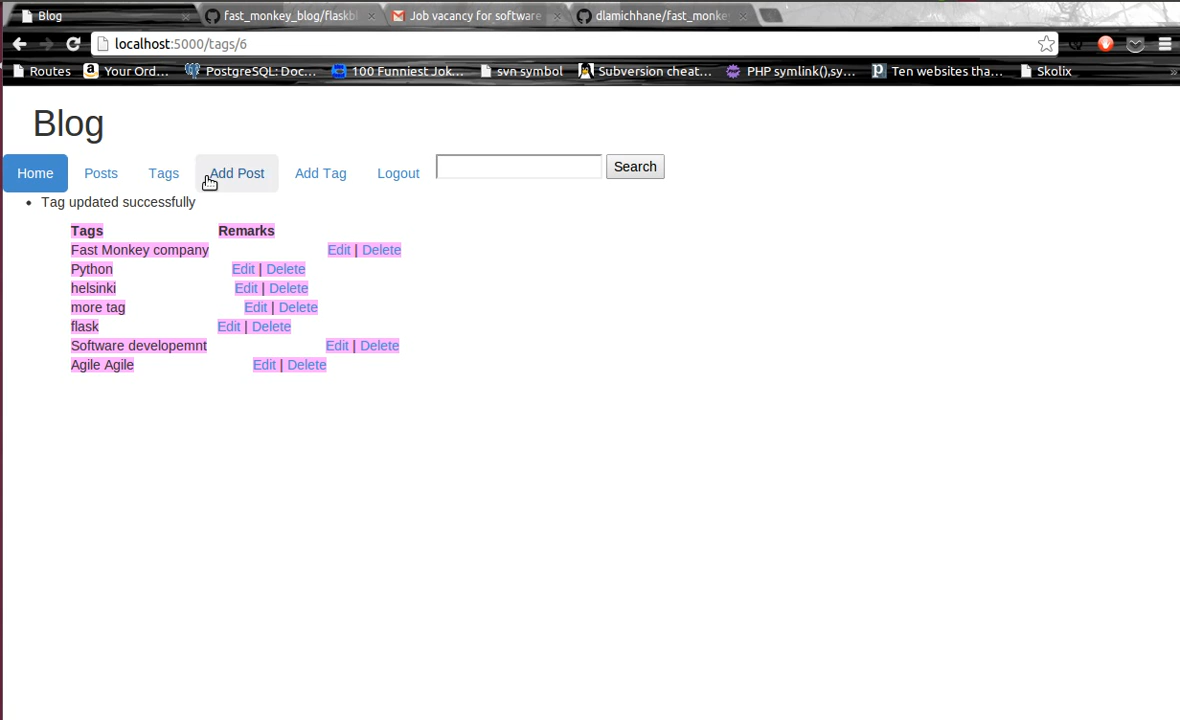 Blog fast_monkey_blog/flaskbl Job vacancy for software dlamichhane/fast_monke
localhost:5000/tags/6
Routes Your Ord... PostgreSQL: Doc... 100 Funniest Jok... svn symbol Subversion cheat... PHP symlink(),sy... Ten websites tha... Skolix »
Blog
Home Posts Tags Add Post Add Tag Logout Search
• Tag updated successfully
Tags Remarks
Fast Monkey company Edit | Delete
Python Edit | Delete
helsinki Edit | Delete
more tag Edit | Delete
flask Edit | Delete
Software developemnt Edit | Delete
Agile Agile Edit | Delete